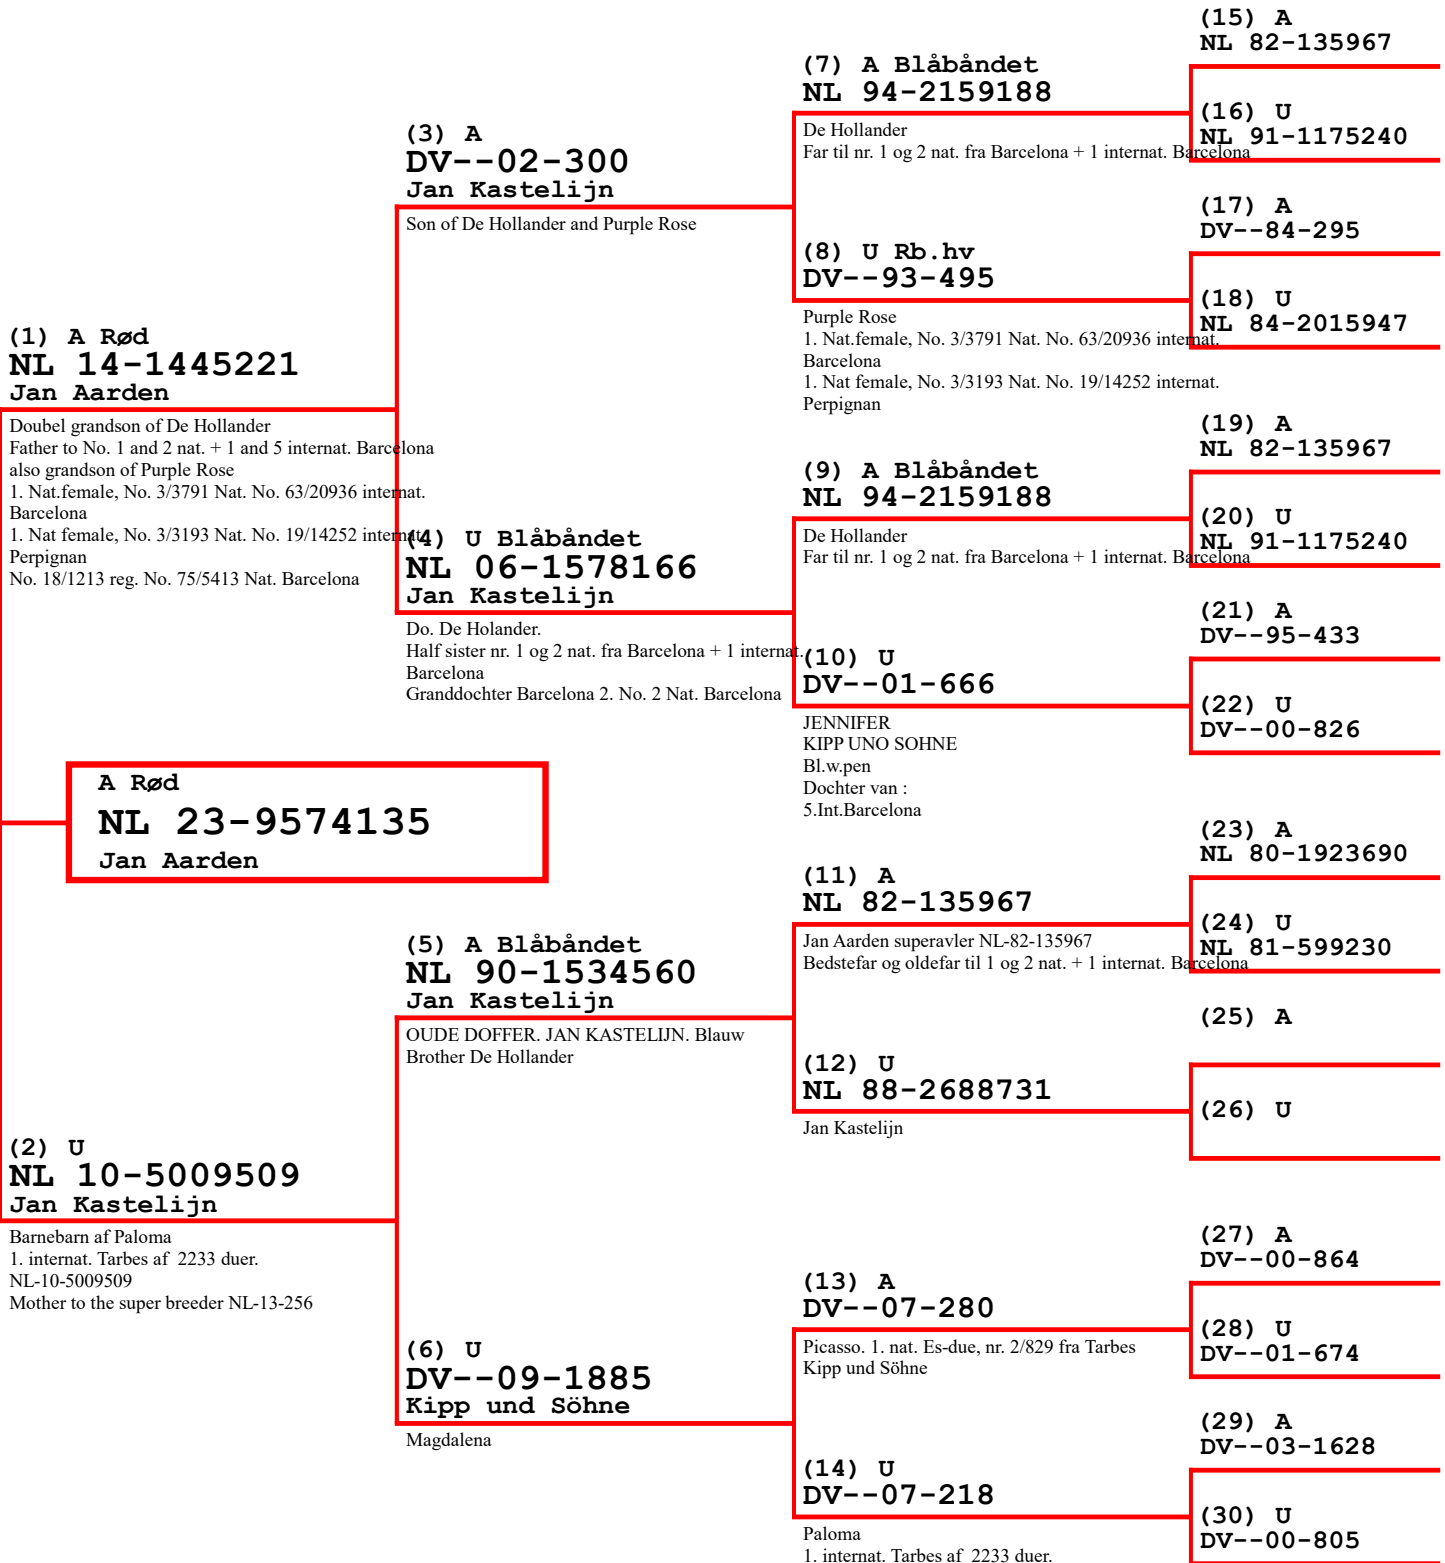 (1) A Rød
NL 14-1445221
Jan Aarden
Doubel grandson of De Hollander
Father to No. 1 and 2 nat. + 1 and 5 internat. Barcelona
also grandson of Purple Rose
1. Nat.female, No. 3/3791 Nat. No. 63/20936 internat.
Barcelona
1. Nat female, No. 3/3193 Nat. No. 19/14252 internat.
Perpignan
No. 18/1213 reg. No. 75/5413 Nat. Barcelona
A Rød
NL 23-9574135
Jan Aarden
(2) U
NL 10-5009509
Jan Kastelijn
Barnebarn af Paloma
1. internat. Tarbes af  2233 duer.
NL-10-5009509
Mother to the super breeder NL-13-256
(3) A
DV--02-300
Jan Kastelijn
Son of De Hollander and Purple Rose
(4) U Blåbåndet
NL 06-1578166
Jan Kastelijn
Do. De Holander.
Half sister nr. 1 og 2 nat. fra Barcelona + 1 internat.
Barcelona
Granddochter Barcelona 2. No. 2 Nat. Barcelona
(5) A Blåbåndet
NL 90-1534560
Jan Kastelijn
OUDE DOFFER. JAN KASTELIJN. Blauw
Brother De Hollander
(6) U
DV--09-1885
Kipp und Söhne
Magdalena
(7) A Blåbåndet
NL 94-2159188
De Hollander
Far til nr. 1 og 2 nat. fra Barcelona + 1 internat. Barcelona
(8) U Rb.hv
DV--93-495
Purple Rose
1. Nat.female, No. 3/3791 Nat. No. 63/20936 internat.
Barcelona
1. Nat female, No. 3/3193 Nat. No. 19/14252 internat.
Perpignan
(9) A Blåbåndet
NL 94-2159188
De Hollander
Far til nr. 1 og 2 nat. fra Barcelona + 1 internat. Barcelona
(10) U
DV--01-666
JENNIFER
KIPP UNO SOHNE
Bl.w.pen
Dochter van :
5.Int.Barcelona
(11) A
NL 82-135967
Jan Aarden superavler NL-82-135967
Bedstefar og oldefar til 1 og 2 nat. + 1 internat. Barcelona
(12) U
NL 88-2688731
Jan Kastelijn
(13) A
DV--07-280
Picasso. 1. nat. Es-due, nr. 2/829 fra Tarbes
Kipp und Söhne
(14) U
DV--07-218
Paloma
1. internat. Tarbes af  2233 duer.
(15) A
NL 82-135967
(16) U
NL 91-1175240
(17) A
DV--84-295
(18) U
NL 84-2015947
(19) A
NL 82-135967
(20) U
NL 91-1175240
(21) A
DV--95-433
(22) U
DV--00-826
(23) A
NL 80-1923690
(24) U
NL 81-599230
(25) A
(26) U
(27) A
DV--00-864
(28) U
DV--01-674
(29) A
DV--03-1628
(30) U
DV--00-805